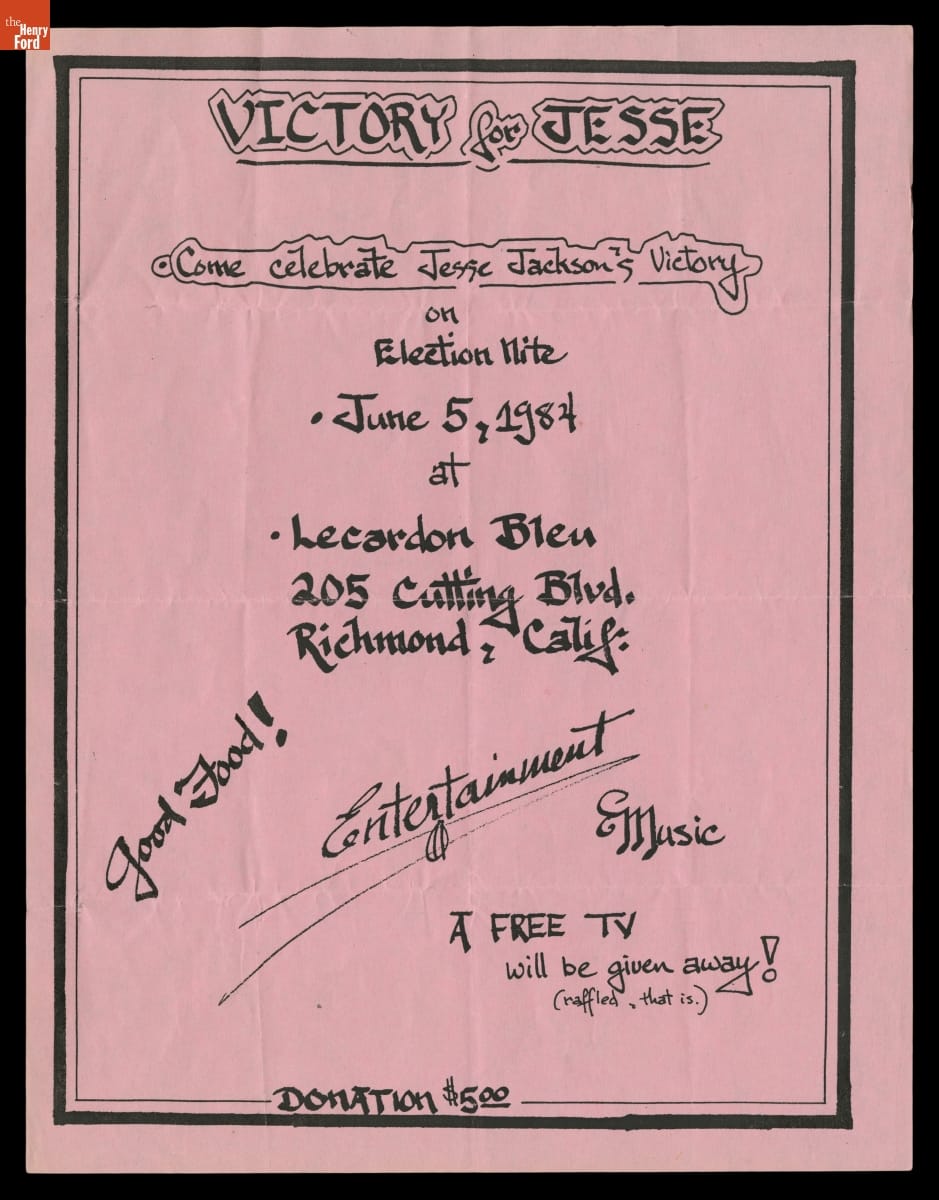 the
Henry
Ford
VICTORY for JESSE
Come celebrate Jesse Jackson's Victory
on
Election Nite
• June 5, 1984
at
• Lecardon Bleu
205 Cutting Blvd.
Richmond, Calif:
Good Food!
Entertainment
& Music
A FREE TV
will be given away!
(raffled, that is.)
DONATION $5.00